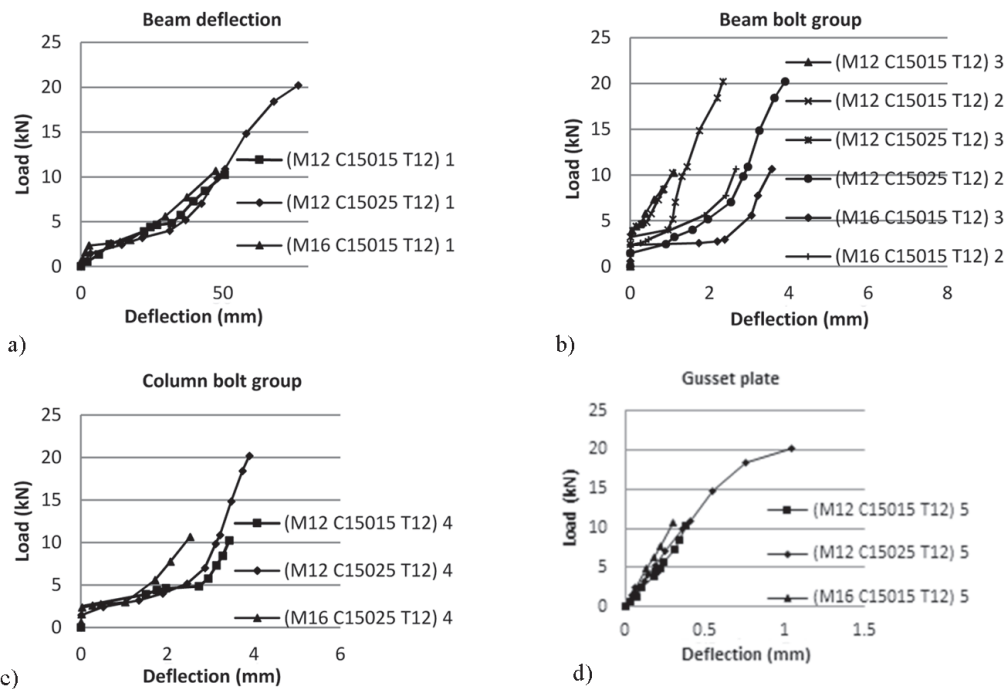 Beam deflection
25
20
15
10
5
0
Load (kN)
0
50
Deflection (mm)
(M12 C15015 T12) 1
(M12 C15025 T12) 1
(M16 C15015 T12) 1
a)
Beam bolt group
25
20
15
10
5
0
Load (kN)
0 2 4 6 8
Deflection (mm)
(M12 C15015 T12) 3
(M12 C15015 T12) 2
(M12 C15025 T12) 3
(M12 C15025 T12) 2
(M16 C15015 T12) 3
(M16 C15015 T12) 2
b)
Column bolt group
25
20
15
10
5
0
Load (kN)
0 2 4 6
Deflection (mm)
(M12 C15015 T12) 4
(M12 C15025 T12) 4
(M16 C15025 T12) 4
c)
Gusset plate
25
20
15
10
5
0
Load (kN)
0 0.5 1 1.5
Deflection (mm)
(M12 C15015 T12) 5
(M12 C15025 T12) 5
(M16 C15015 T12) 5
d)